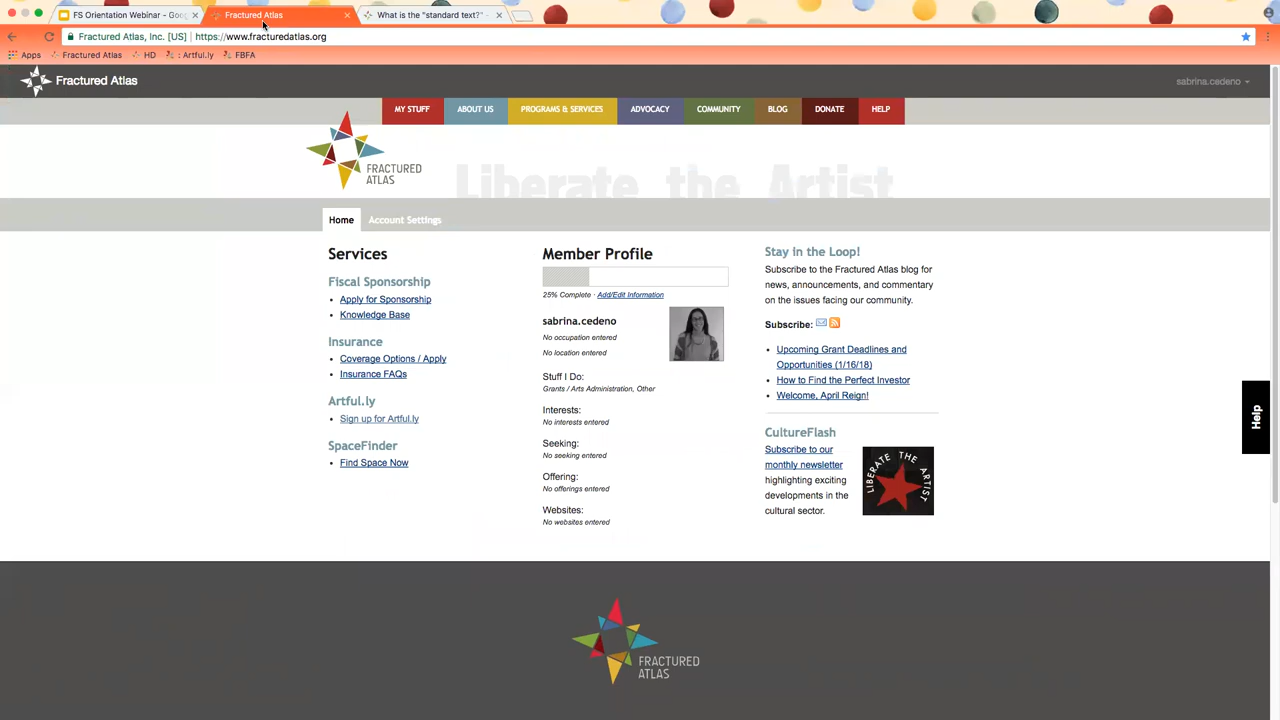 FS Orientation Webinar - Goo
Fractured Atlas
What is the "standard text?" -
Fractured Atlas, Inc. [US] | https://www.fracturedatlas.org
Apps Fractured Atlas HD : Artful.ly FBFA
Fractured Atlas
sabrina.cedeno
MY STUFF ABOUT US PROGRAMS & SERVICES ADVOCACY COMMUNITY BLOG DONATE HELP
FRACTURED
ATLAS
Liberate the Artist
Home Account Settings
Services
Fiscal Sponsorship
Apply for Sponsorship
Knowledge Base
Insurance
Coverage Options / Apply
Insurance FAQs
Artful.ly
Sign up for Artful.ly
SpaceFinder
Find Space Now
Member Profile
25% Complete · Add/Edit Information
sabrina.cedeno
No occupation entered
No location entered
Stuff I Do:
Grants / Arts Administration, Other
Interests:
No interests entered
Seeking:
No seeking entered
Offering:
No offerings entered
Websites:
No websites entered
Stay in the Loop!
Subscribe to the Fractured Atlas blog for
news, announcements, and commentary
on the issues facing our community.
Subscribe:
Upcoming Grant Deadlines and
Opportunities (1/16/18)
How to Find the Perfect Investor
Welcome, April Reign!
CultureFlash
Subscribe to our
monthly newsletter
highlighting exciting
developments in the
cultural sector.
LIBERATE THE ARTIST
Help
FRACTURED
ATLAS